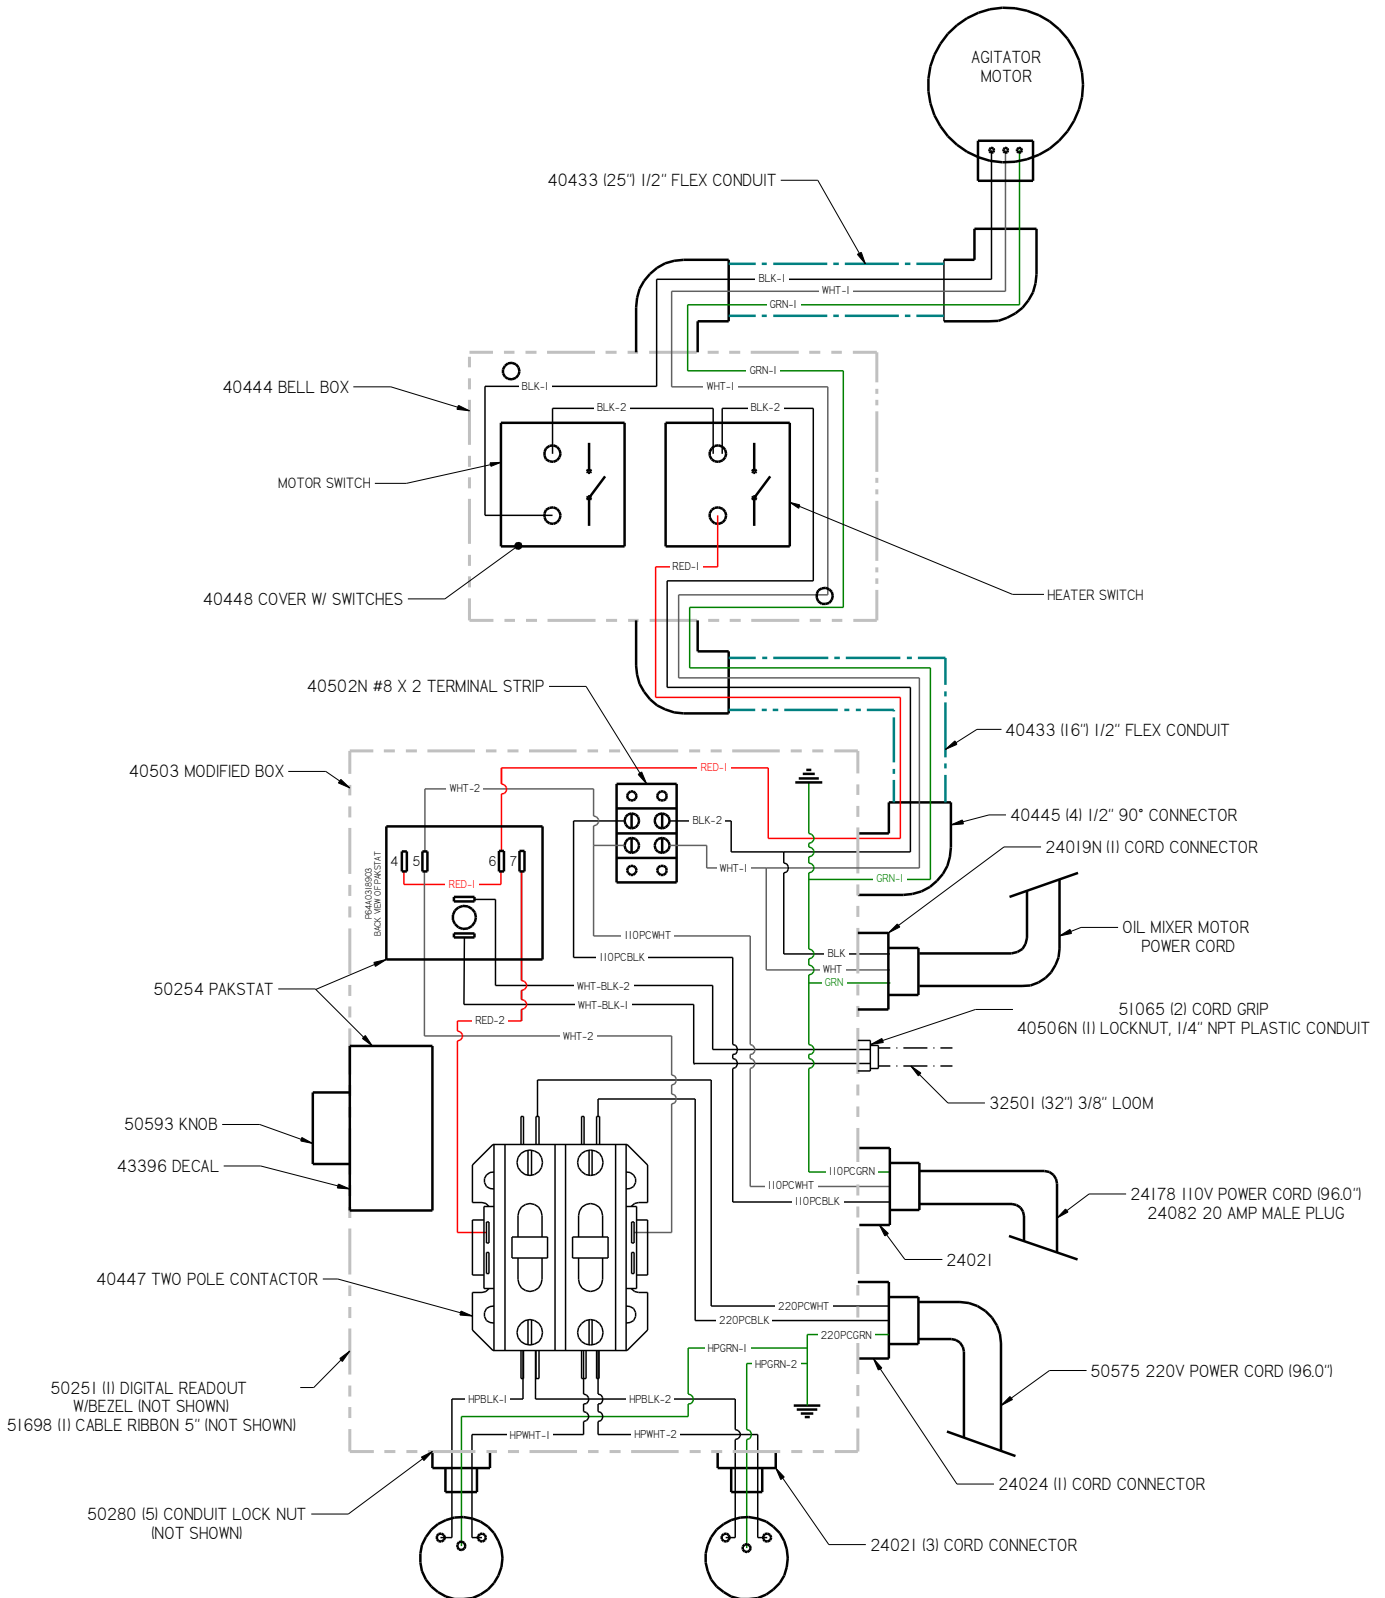 AGITATOR
MOTOR
40433 (25") 1/2" FLEX CONDUIT
BLK-1
WHT-1
GRN-1
40444 BELL BOX
BLK-1
WHT-1
GRN-1
BLK-2
BLK-2
MOTOR SWITCH
RED-1
40448 COVER W/ SWITCHES
HEATER SWITCH
40502N #8 X 2 TERMINAL STRIP
40433 (16") 1/2" FLEX CONDUIT
40503 MODIFIED BOX
RED-1
WHT-2
BLK-2
40445 (4) 1/2" 90° CONNECTOR
24019N (1) CORD CONNECTOR
4
5
6
7
WHT-1
GRN-1
RED-1
P64A0318903
BACK VIEW OF PAKSTAT
110PCWHT
110PCBLK
BLK
WHT
GRN
OIL MIXER MOTOR
POWER CORD
50254 PAKSTAT
WHT-BLK-2
WHT-BLK-1
RED-2
WHT-2
51065 (2) CORD GRIP
40506N (1) LOCKNUT, 1/4" NPT PLASTIC CONDUIT
32501 (32") 3/8" LOOM
50593 KNOB
43396 DECAL
110PCGRN
110PCWHT
110PCBLK
24178 110V POWER CORD (96.0")
24082 20 AMP MALE PLUG
24021
40447 TWO POLE CONTACTOR
220PCWHT
220PCBLK
220PCGRN
HPGRN-1
HPGRN-2
50575 220V POWER CORD (96.0")
50251 (1) DIGITAL READOUT
W/BEZEL (NOT SHOWN)
51698 (1) CABLE RIBBON 5" (NOT SHOWN)
HPBLK-1
HPBLK-2
HPWHT-1
HPWHT-2
24024 (1) CORD CONNECTOR
50280 (5) CONDUIT LOCK NUT
(NOT SHOWN)
24021 (3) CORD CONNECTOR